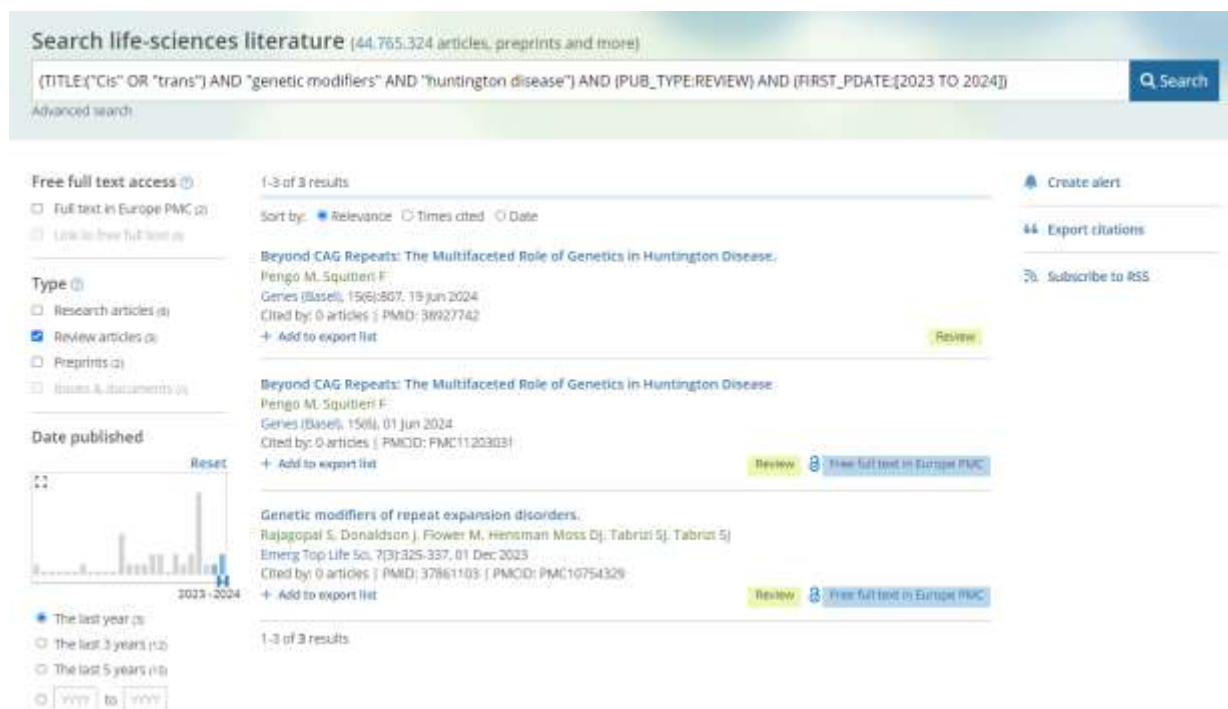 Search life-sciences literature (44,765,324 articles, preprints and more)
(TITLE:("Cis" OR "trans") AND "genetic modifiers" AND "huntington disease") AND (PUB_TYPE:REVIEW) AND (FIRST_PDATE:[2023 TO 2024])
Search
Advanced search
Free full text access
Full text in Europe PMC (2)
Link to free full text
Type
Research articles
Review articles (3)
Preprints (2)
Books & documents
Date published
Reset
2023 - 2024
The last year (3)
The last 3 years (12)
The last 5 years
YYYY to YYYY
1-3 of 3 results
Sort by: Relevance Times cited Date
Beyond CAG Repeats: The Multifaceted Role of Genetics in Huntington Disease.
Pengo M, Squitieri F
Genes (Basel), 15(6):807, 19 Jun 2024
Cited by: 0 articles | PMID: 38927742
+ Add to export list
Review
Beyond CAG Repeats: The Multifaceted Role of Genetics in Huntington Disease
Pengo M, Squitieri F
Genes (Basel), 15(6), 01 Jun 2024
Cited by: 0 articles | PMCID: PMC11203031
+ Add to export list
Review Free full text in Europe PMC
Genetic modifiers of repeat expansion disorders.
Rajagopal S, Donaldson J, Flower M, Hensman Moss DJ, Tabrizi SJ, Tabrizi SJ
Emerg Top Life Sci, 7(3):325-337, 01 Dec 2023
Cited by: 0 articles | PMID: 37861103 | PMCID: PMC10754329
+ Add to export list
Review Free full text in Europe PMC
1-3 of 3 results
Create alert
Export citations
Subscribe to RSS